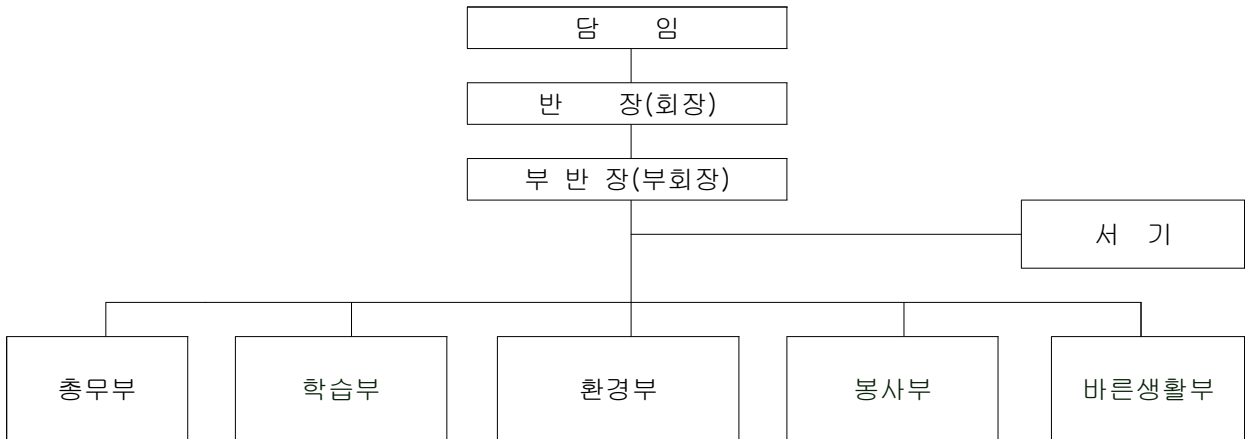 담 임
반 장(회장)
부 반 장(부회장)
서 기
총무부 학습부 환경부 봉사부 바른생활부